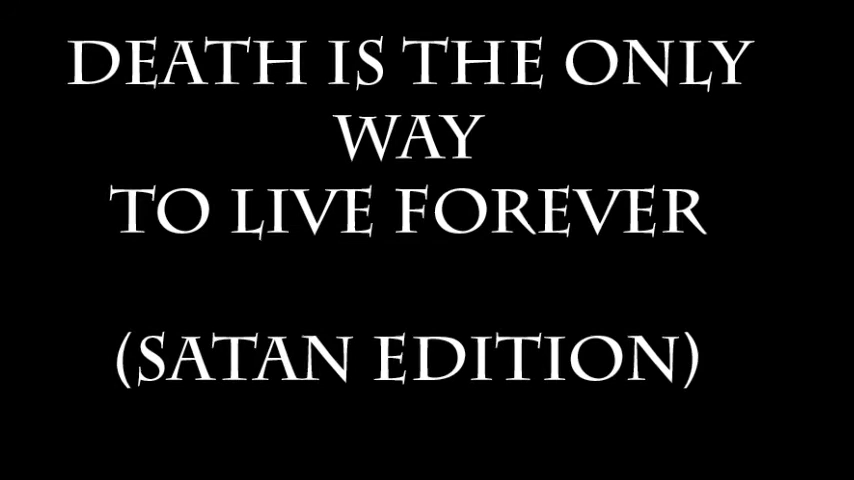 DEATH IS THE ONLY
WAY
TO LIVE FOREVER
(SATAN EDITION)